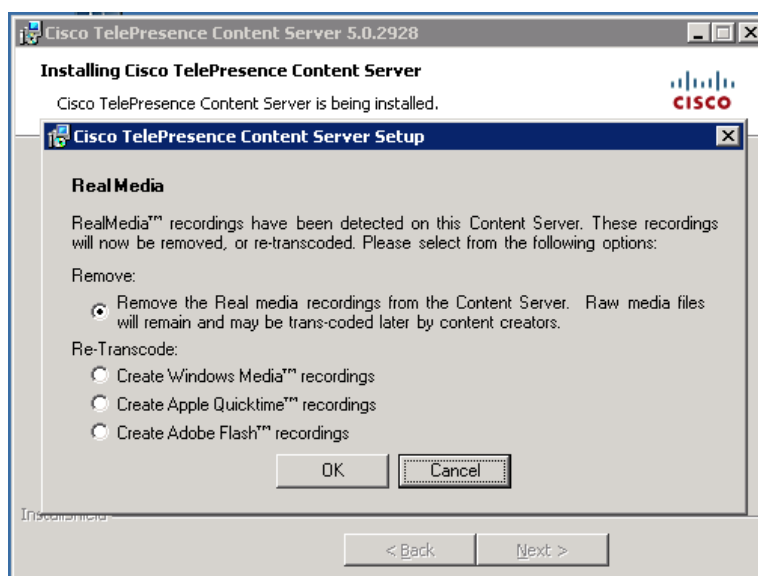 Cisco TelePresence Content Server 5.0.2928
Installing Cisco TelePresence Content Server
Cisco TelePresence Content Server is being installed.
CISCO
Cisco TelePresence Content Server Setup
RealMedia
RealMedia™ recordings have been detected on this Content Server. These recordings
will now be removed, or re-transcoded. Please select from the following options:
Remove:
Remove the Real media recordings from the Content Server. Raw media files
will remain and may be trans-coded later by content creators.
Re-Transcode:
Create Windows Media™ recordings
Create Apple Quicktime™ recordings
Create Adobe Flash™ recordings
OK
Cancel
InstallShield
< Back
Next >